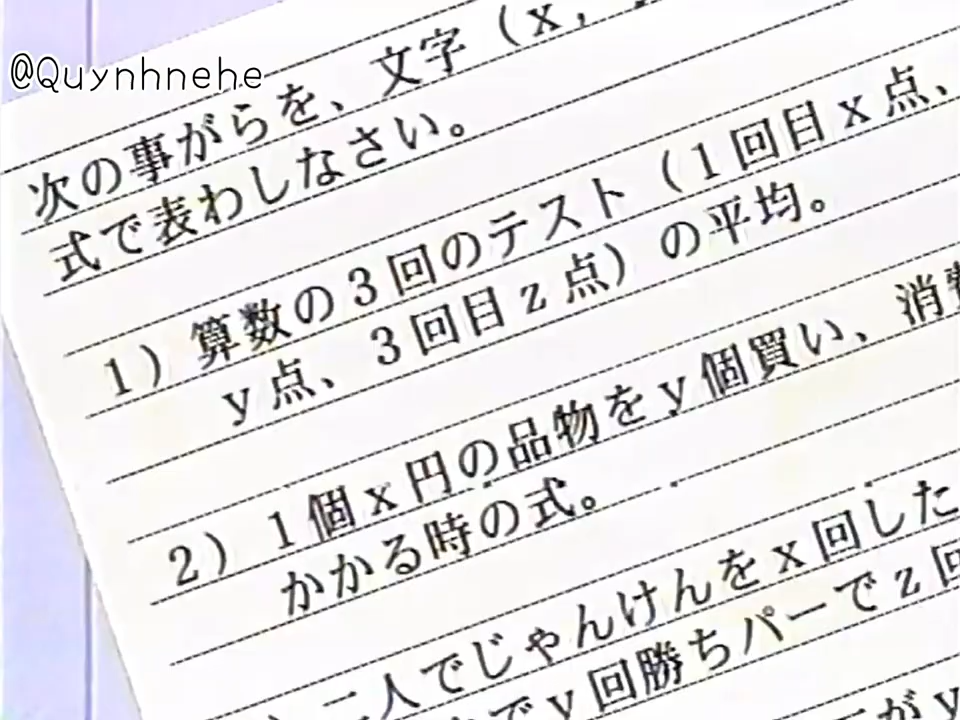 @Quynhnehe
次の事がらを、文字（x,
式で表わしなさい。
1）算数の3回のテスト（1回目x点、
y点、3回目z点）の平均。
2）1個x円の品物をy個買い、消費
かかる時の式。
二人でじゃんけんをx回した
でy回勝ちパーでz回
がy